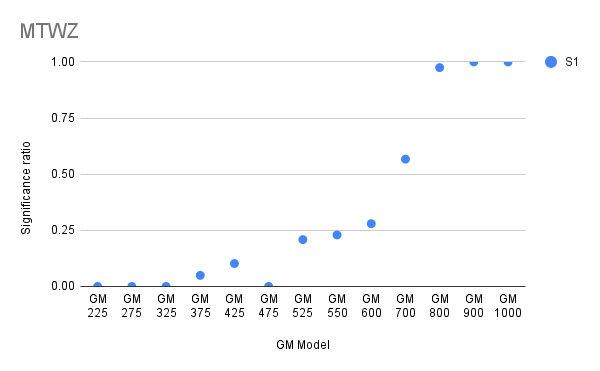 MTWZ
S1
Significance ratio
1.00
0.75
0.50
0.25
0.00
GM 225
GM 275
GM 325
GM 375
GM 425
GM 475
GM 525
GM 550
GM 600
GM 700
GM 800
GM 900
GM 1000
GM Model